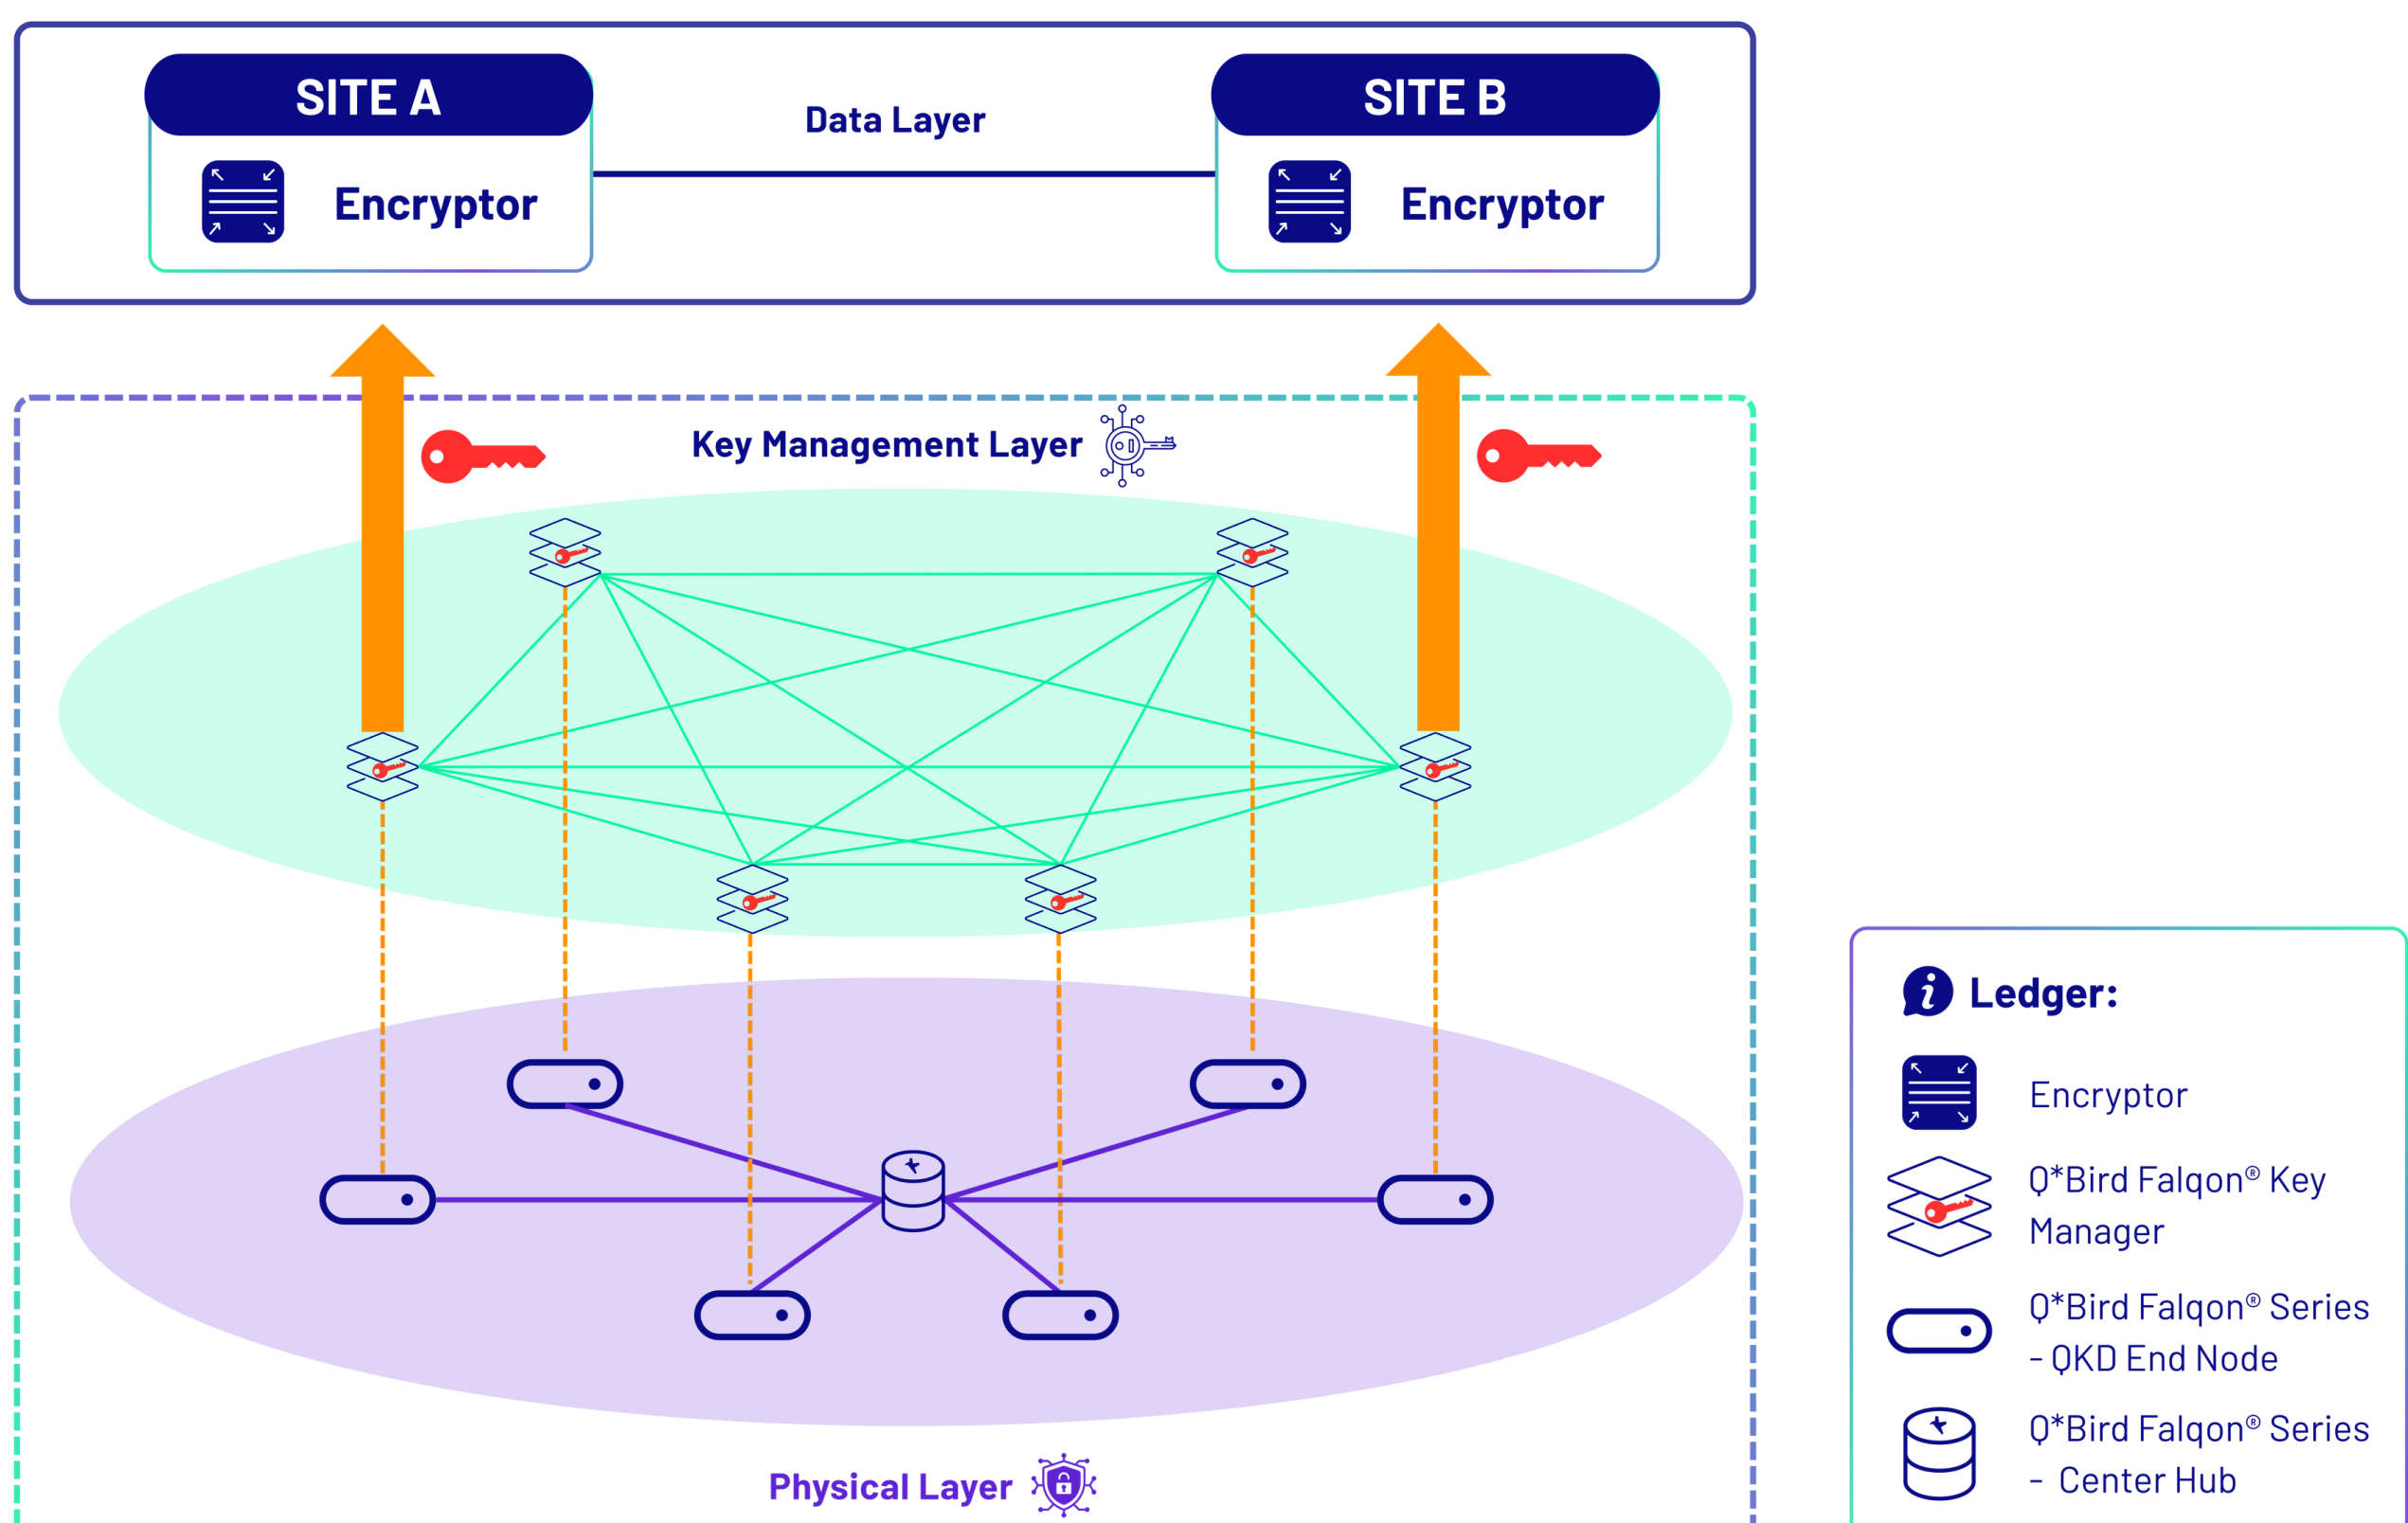 SITE A
SITE B
Data Layer
Encryptor
Encryptor
Key Management Layer
Physical Layer
Ledger:
Encryptor
Q*Bird Falqon® Key
Manager
Q*Bird Falqon® Series
- QKD End Node
Q*Bird Falqon® Series
- Center Hub